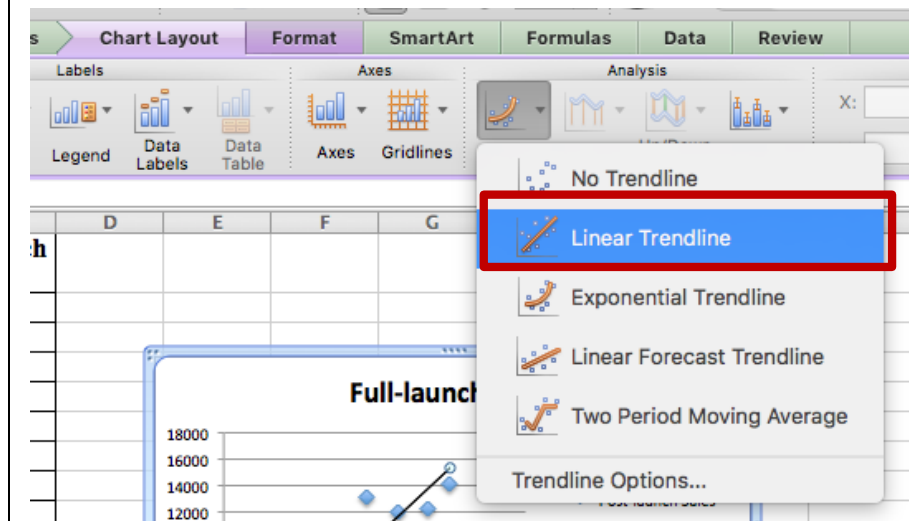 s Chart Layout Format SmartArt Formulas Data Review
Labels Axes Analysis
X:
Legend Data Labels Data Table Axes Gridlines
No Trendline
Linear Trendline
Exponential Trendline
Linear Forecast Trendline
Two Period Moving Average
Trendline Options...
D E F G
h
Full-launch
18000
16000
14000
12000